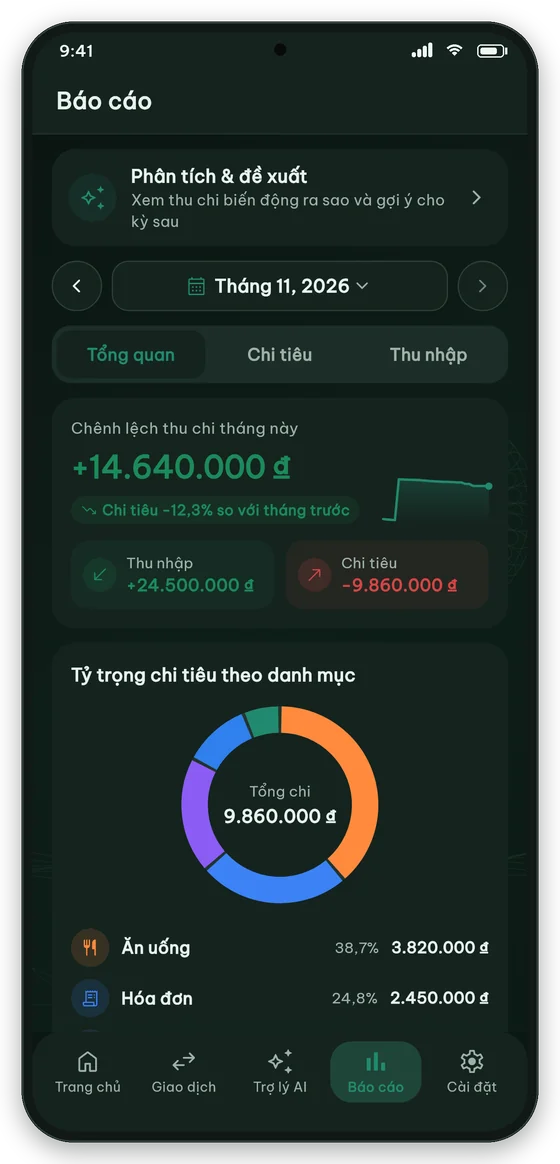 9:41
Báo cáo
Phân tích & đề xuất
Xem thu chi biến động ra sao và gợi ý cho
kỳ sau
Tháng 11, 2026
Tổng quan
Chi tiêu
Thu nhập
Chênh lệch thu chi tháng này
+14.640.000 ₫
Chi tiêu -12,3% so với tháng trước
Thu nhập
+24.500.000 ₫
Chi tiêu
-9.860.000 ₫
Tỷ trọng chi tiêu theo danh mục
Tổng chi
9.860.000 ₫
Ăn uống 38,7% 3.820.000 ₫
Hóa đơn 24,8% 2.450.000 ₫
Trang chủ
Giao dịch
Trợ lý AI
Báo cáo
Cài đặt